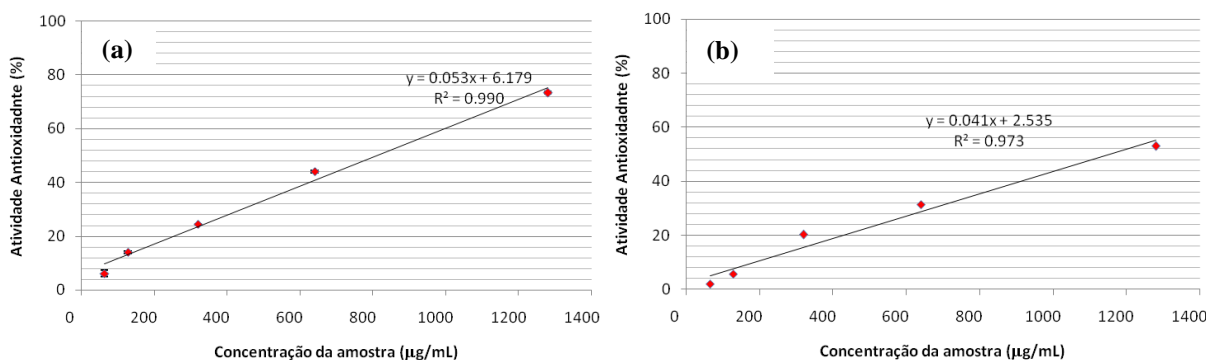 (a)
Atividade Antioxidadnte (%)
100
80
60
40
20
0
y = 0.053x + 6.179
R² = 0.990
0 200 400 600 800 1000 1200 1400
Concentração da amostra (µg/mL)
(b)
Atividade Antioxidadnte (%)
100
80
60
40
20
0
y = 0.041x + 2.535
R² = 0.973
0 200 400 600 800 1000 1200 1400
Concentração da amostra (µg/mL)